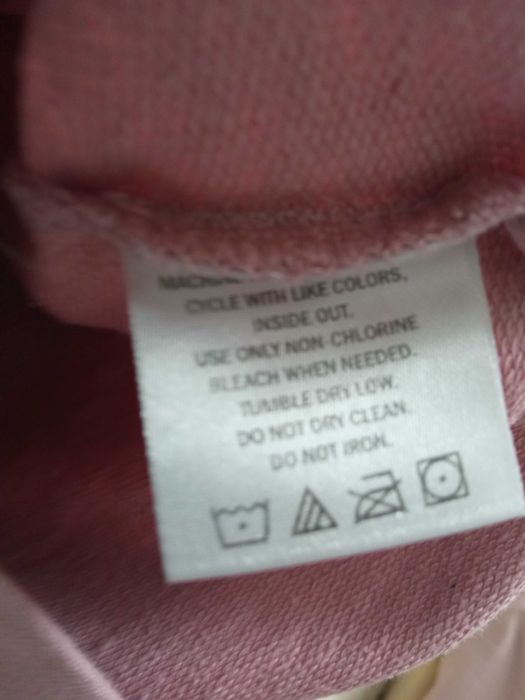 MACHINE
CYCLE WITH LIKE COLORS,
INSIDE OUT.
USE ONLY NON-CHLORINE
BLEACH WHEN NEEDED.
TUMBLE DRY LOW.
DO NOT DRY CLEAN.
DO NOT IRON.